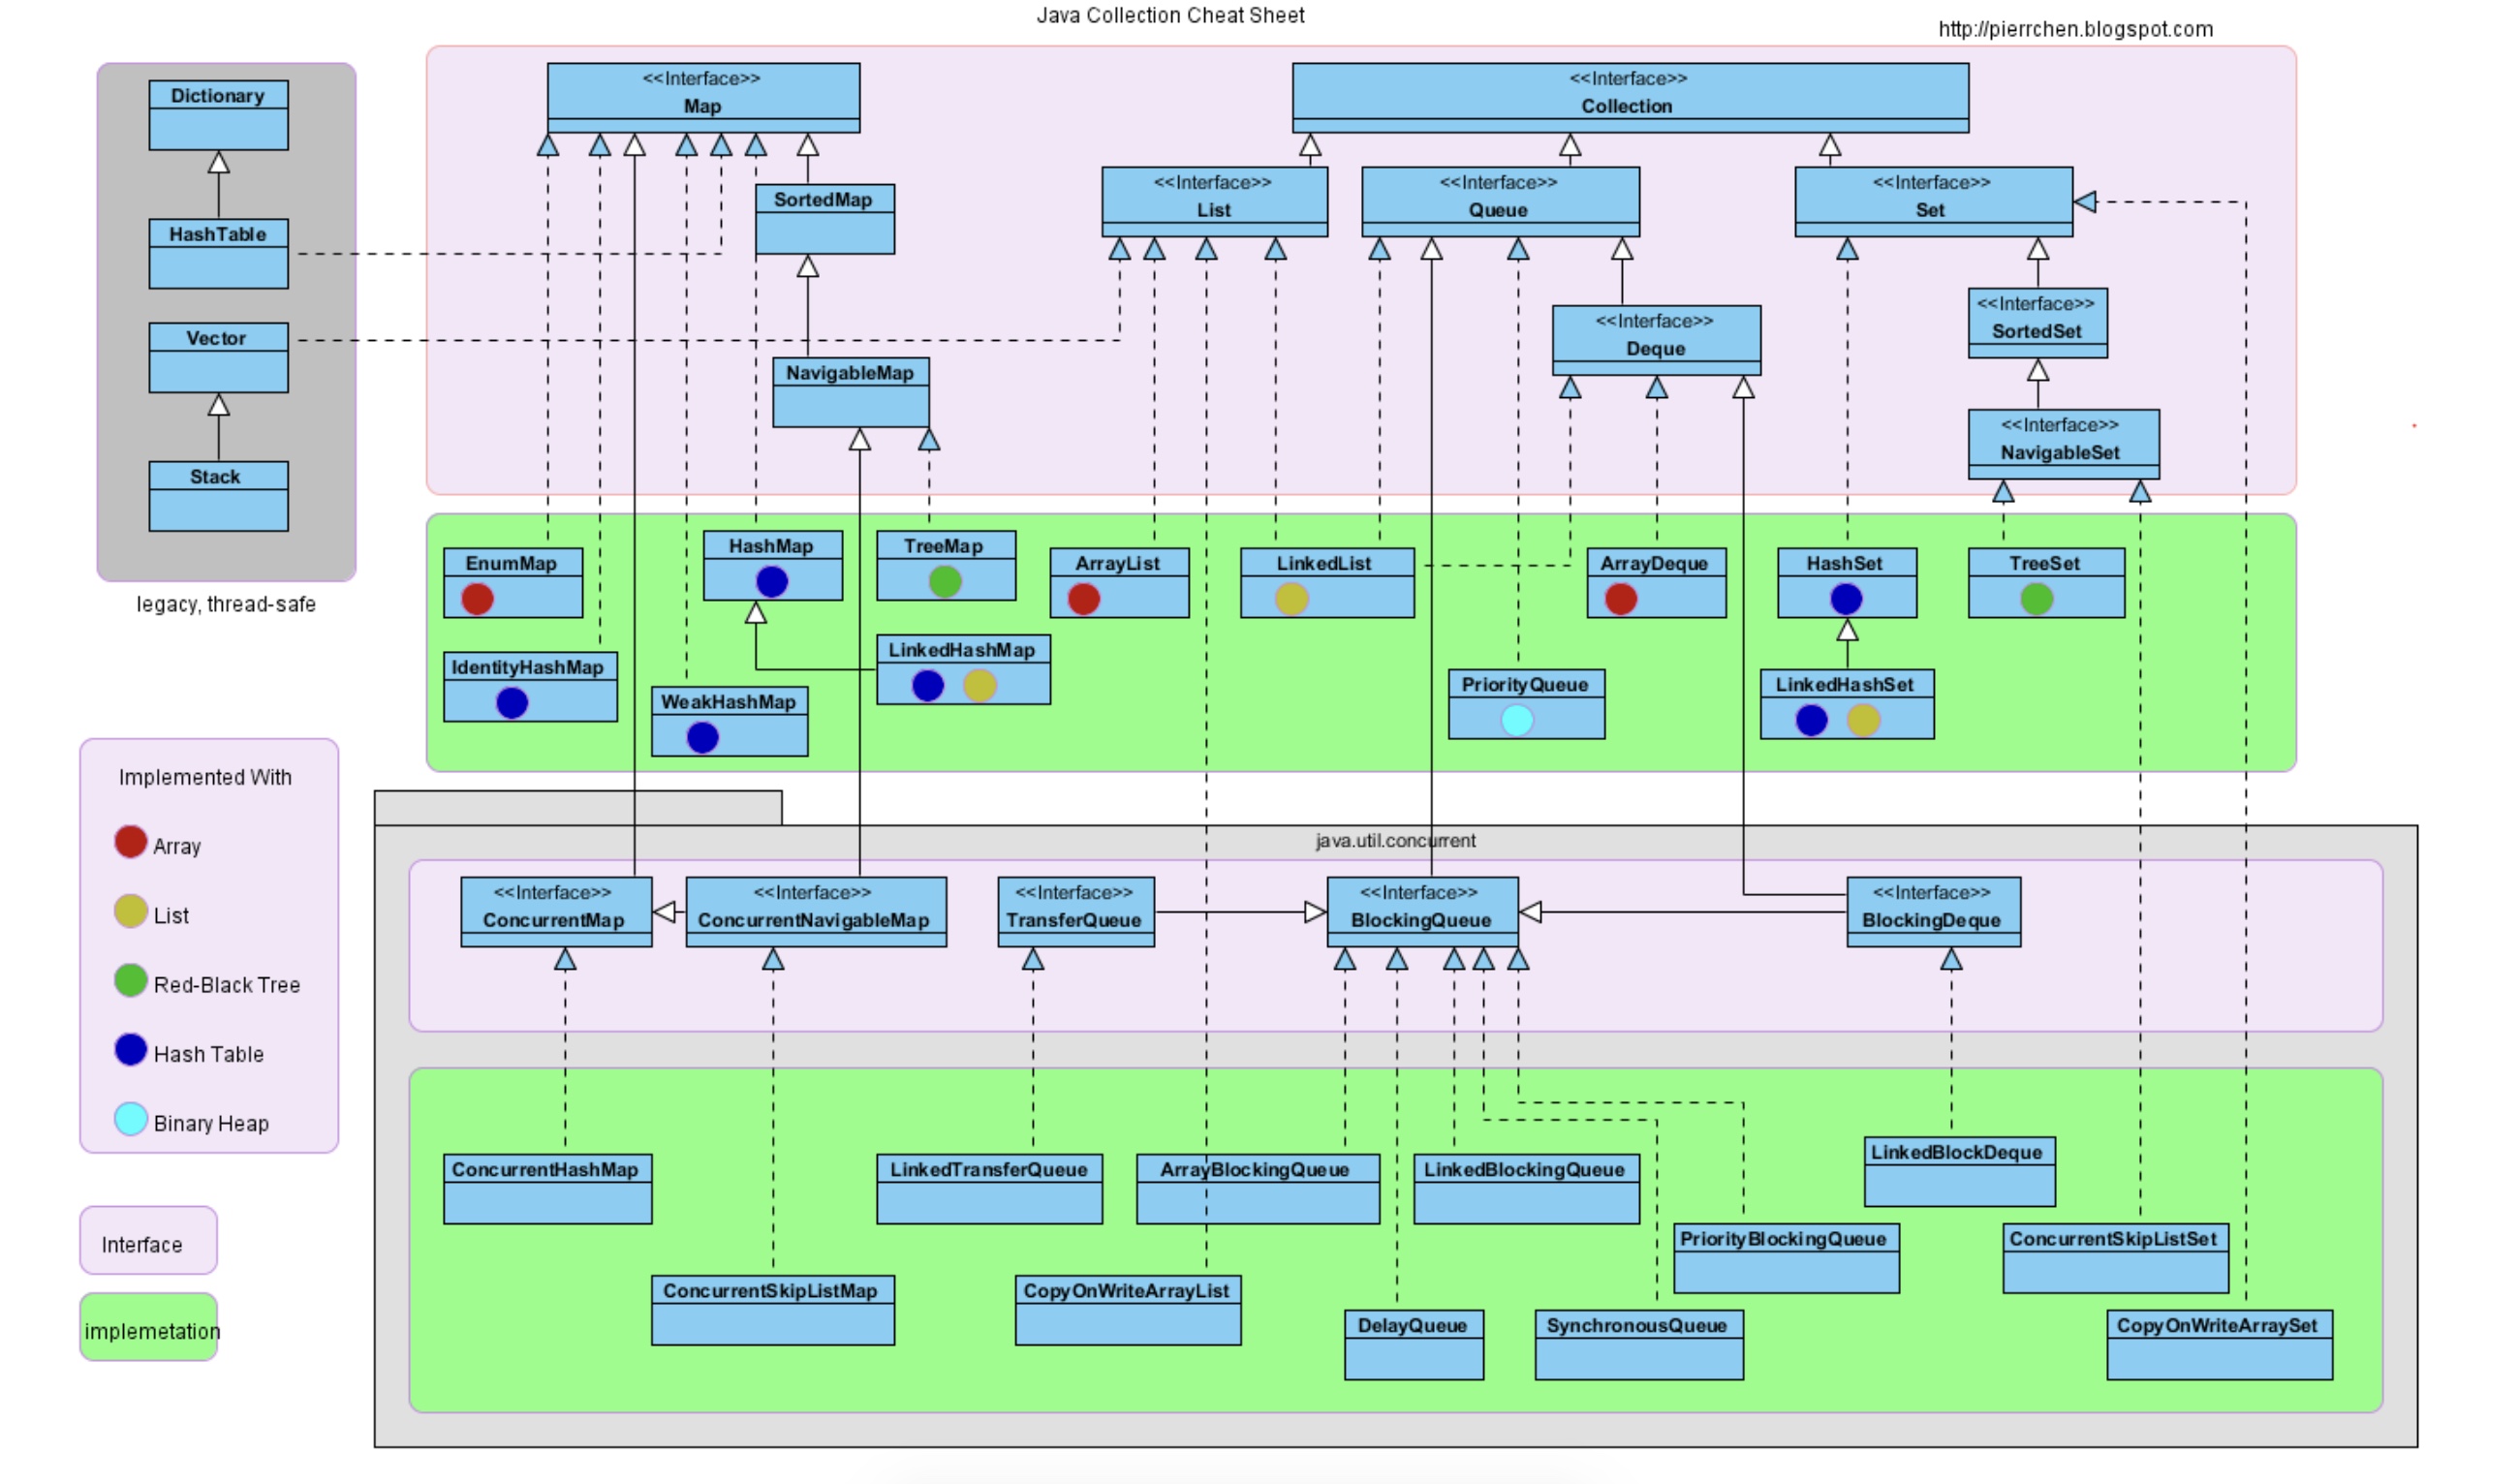 Java Collection Cheat Sheet
http://pierrchen.blogspot.com
Dictionary
HashTable
Vector
Stack
legacy, thread-safe
<<Interface>>
Map
<<Interface>>
Collection
SortedMap
<<Interface>>
List
<<Interface>>
Queue
<<Interface>>
Set
<<Interface>>
Deque
<<Interface>>
SortedSet
NavigableMap
<<Interface>>
NavigableSet
EnumMap
HashMap
TreeMap
ArrayList
LinkedList
ArrayDeque
HashSet
TreeSet
IdentityHashMap
WeakHashMap
LinkedHashMap
PriorityQueue
LinkedHashSet
Implemented With
Array
List
Red-Black Tree
Hash Table
Binary Heap
Interface
implemetation
java.util.concurrent
<<Interface>>
ConcurrentMap
<<Interface>>
ConcurrentNavigableMap
<<Interface>>
TransferQueue
<<Interface>>
BlockingQueue
<<Interface>>
BlockingDeque
ConcurrentHashMap
LinkedTransferQueue
ArrayBlockingQueue
LinkedBlockingQueue
LinkedBlockDeque
PriorityBlockingQueue
ConcurrentSkipListSet
ConcurrentSkipListMap
CopyOnWriteArrayList
DelayQueue
SynchronousQueue
CopyOnWriteArraySet